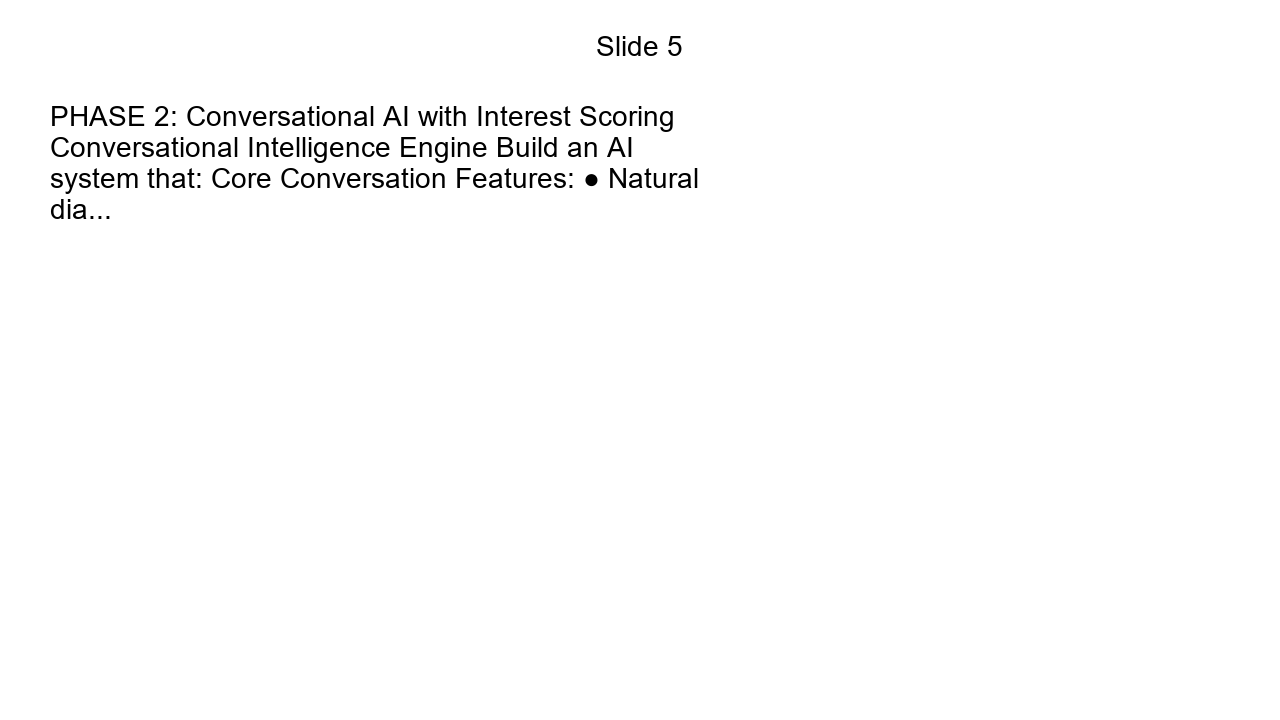 Slide 5
PHASE 2: Conversational AI with Interest Scoring
Conversational Intelligence Engine Build an AI
system that: Core Conversation Features: ● Natural
dia...